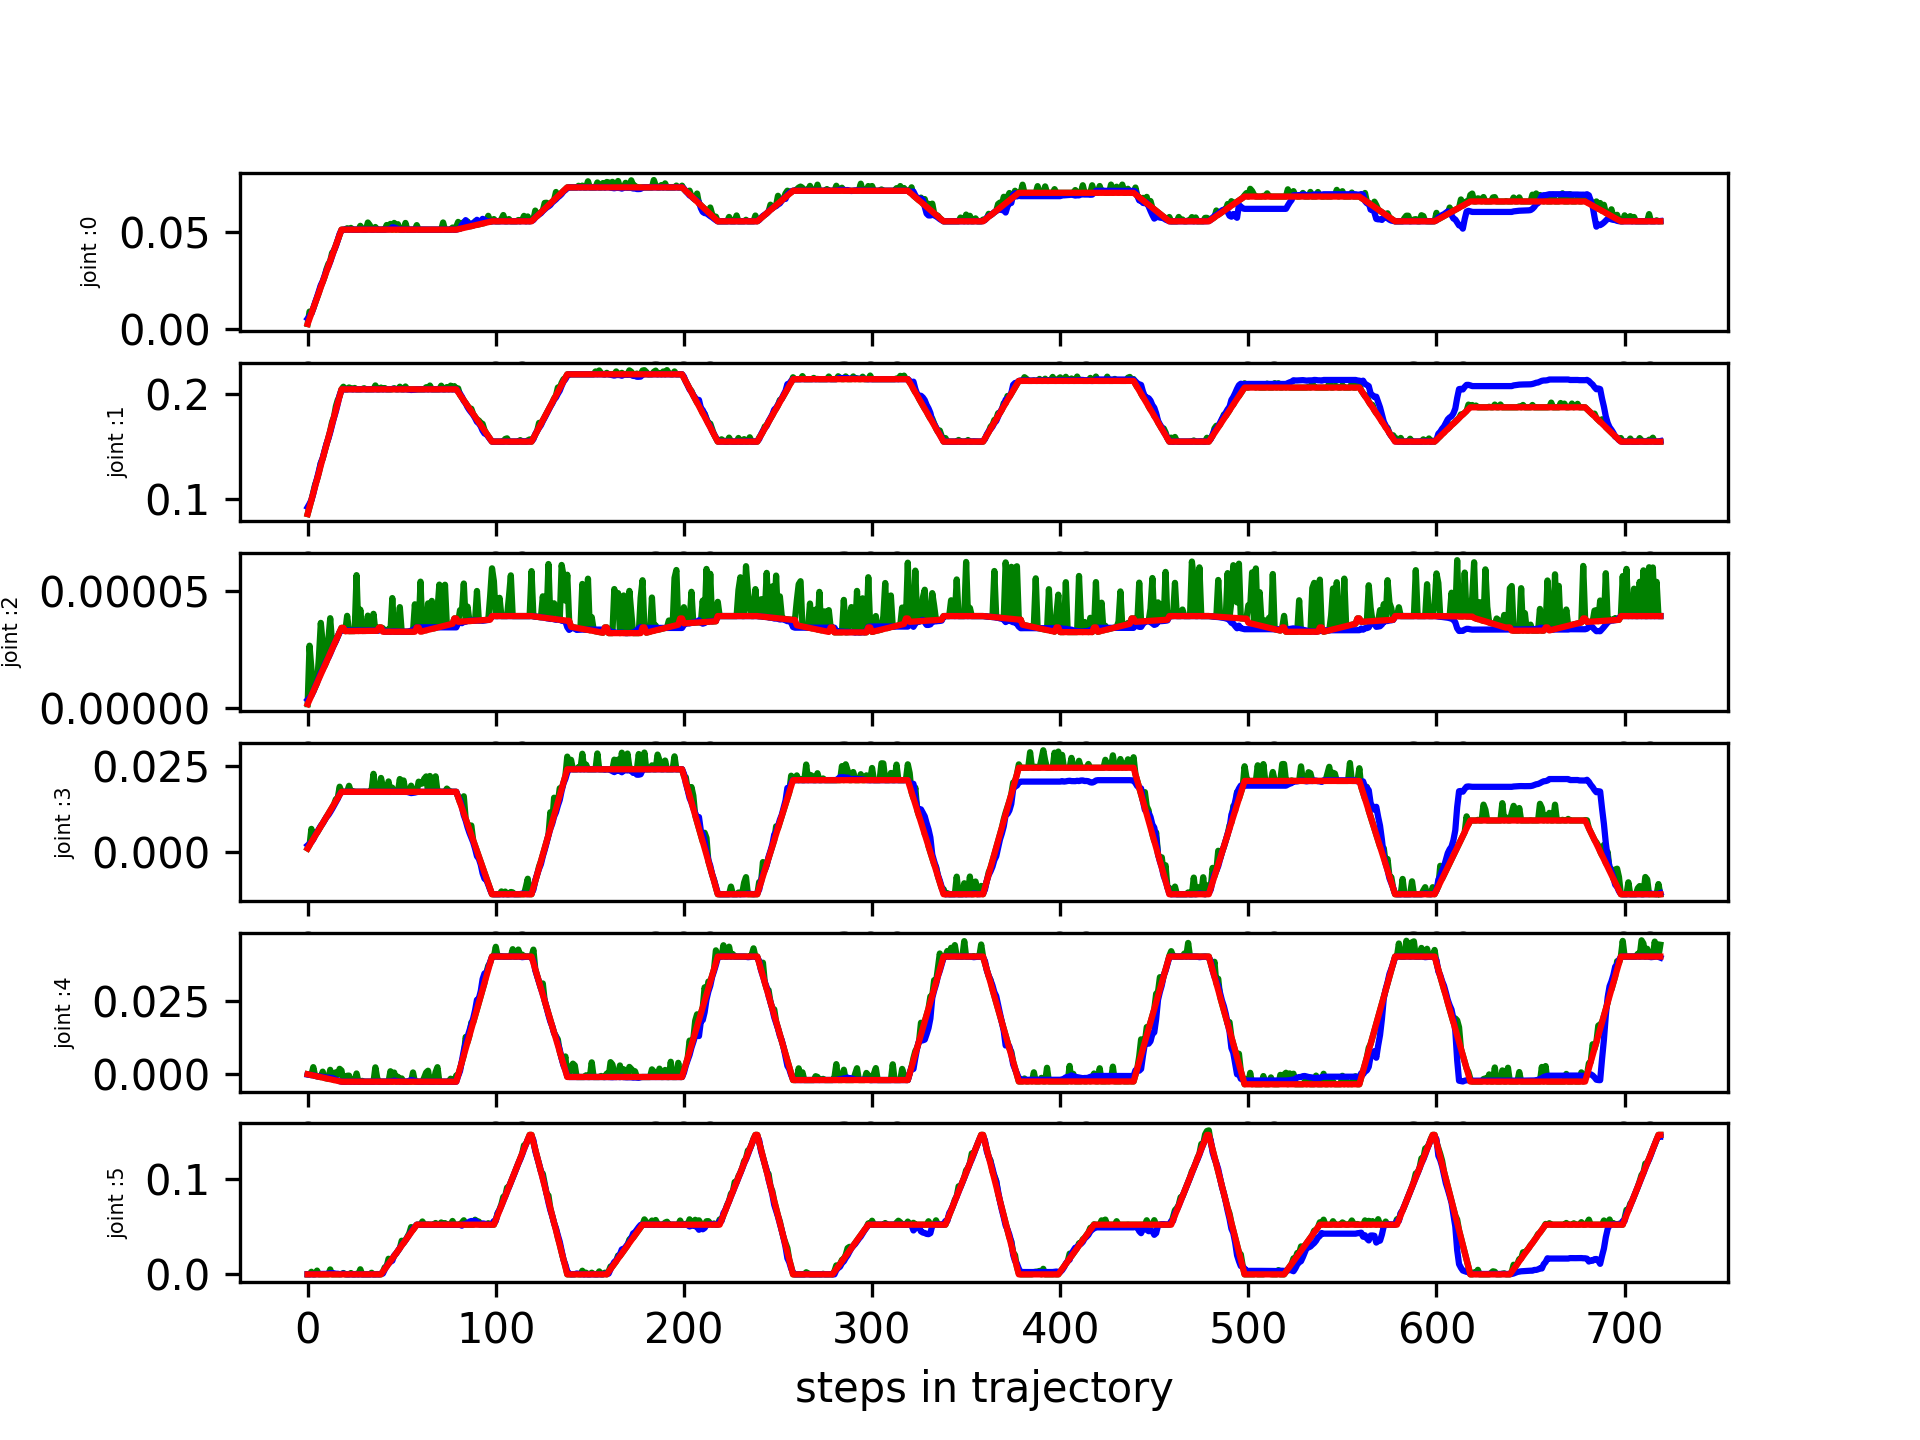 joint :0
0.05
0.00
joint :1
0.2
0.1
joint :2
0.00005
0.00000
joint :3
0.025
0.000
joint :4
0.025
0.000
joint :5
0.1
0.0
0 100 200 300 400 500 600 700
steps in trajectory